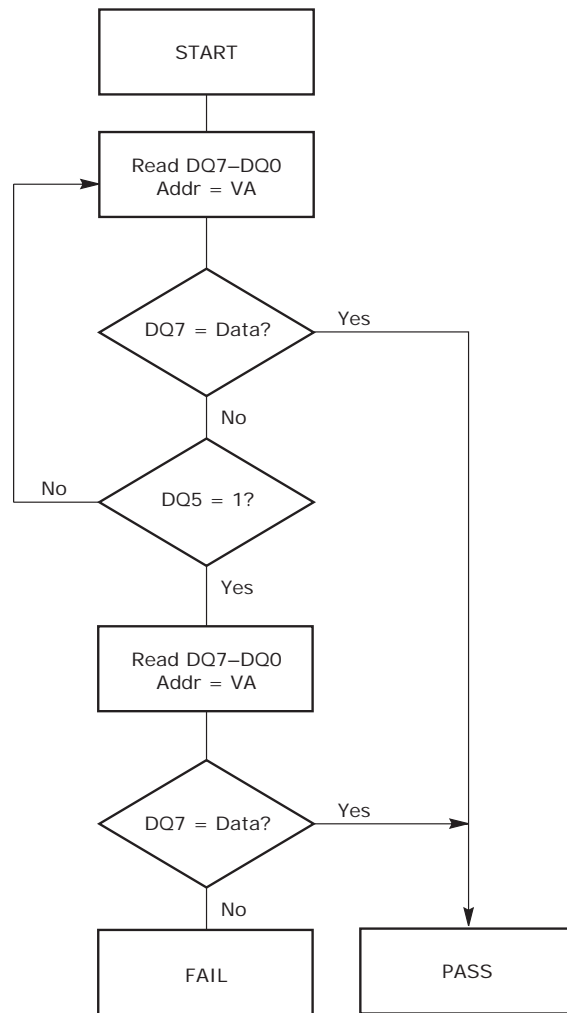 START
Read DQ7–DQ0
Addr = VA
DQ7 = Data?
Yes
No
No
DQ5 = 1?
Yes
Read DQ7–DQ0
Addr = VA
DQ7 = Data?
Yes
No
FAIL
PASS